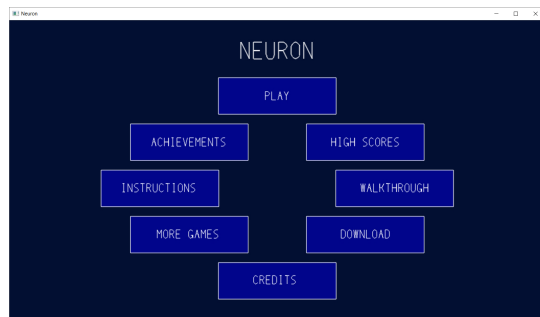 Neuron
NEURON
PLAY
ACHIEVEMENTS
HIGH SCORES
INSTRUCTIONS
WALKTHROUGH
MORE GAMES
DOWNLOAD
CREDITS